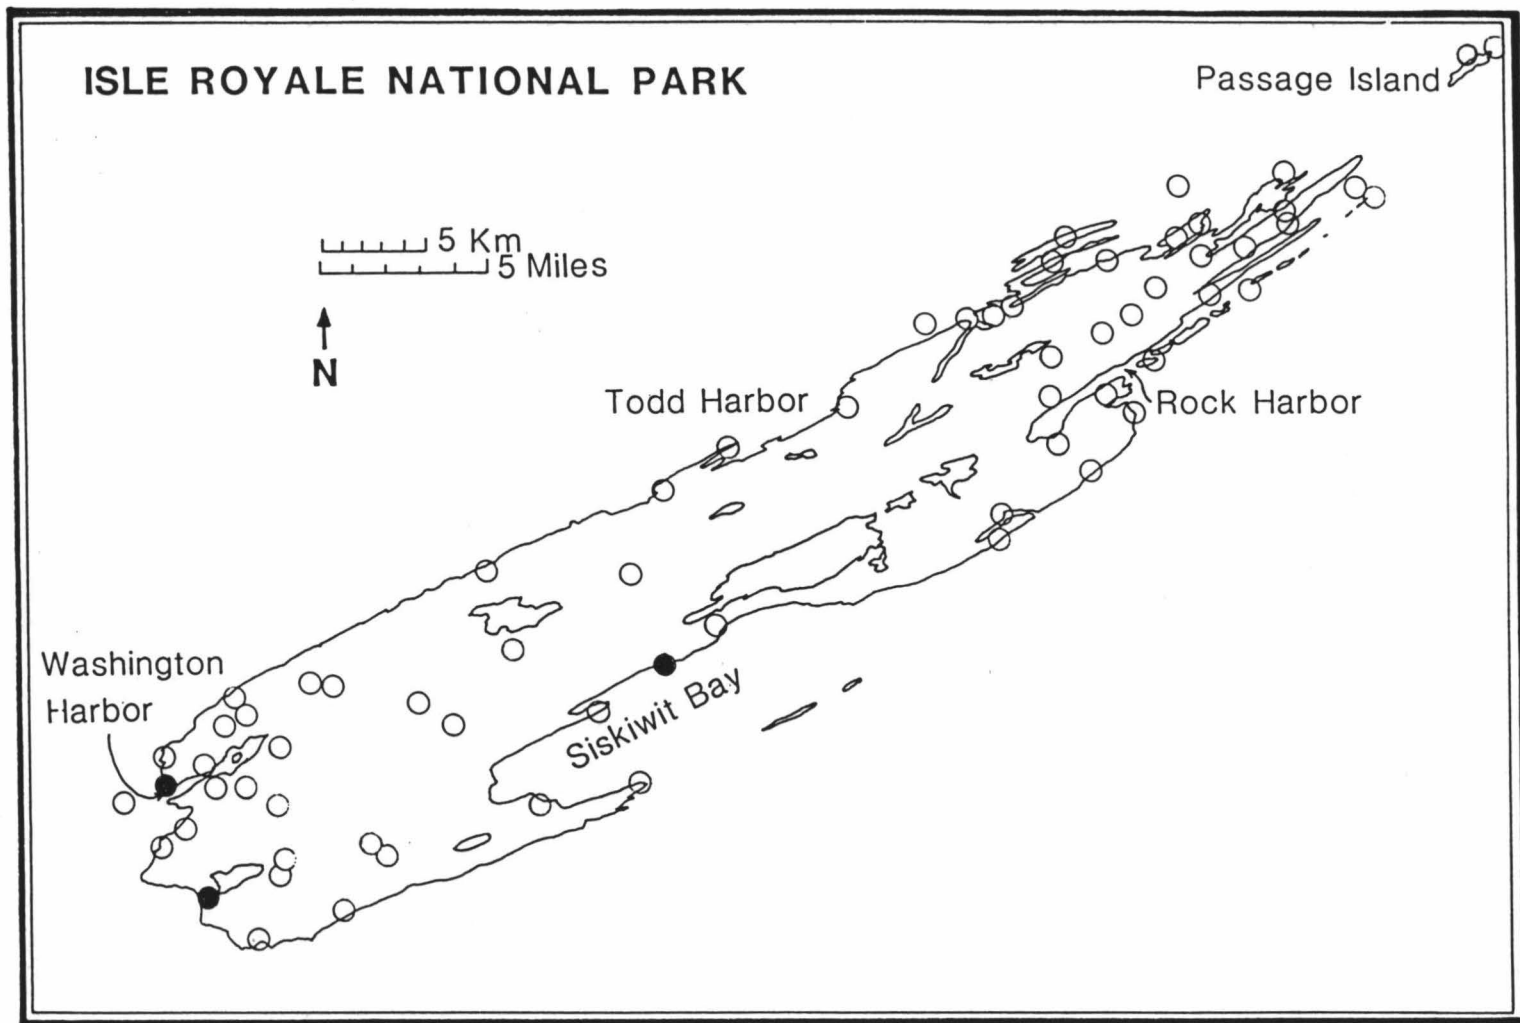 ISLE ROYALE NATIONAL PARK
Passage Island
5 Km
5 Miles
N
Todd Harbor
Rock Harbor
Washington
Harbor
Siskiwit Bay